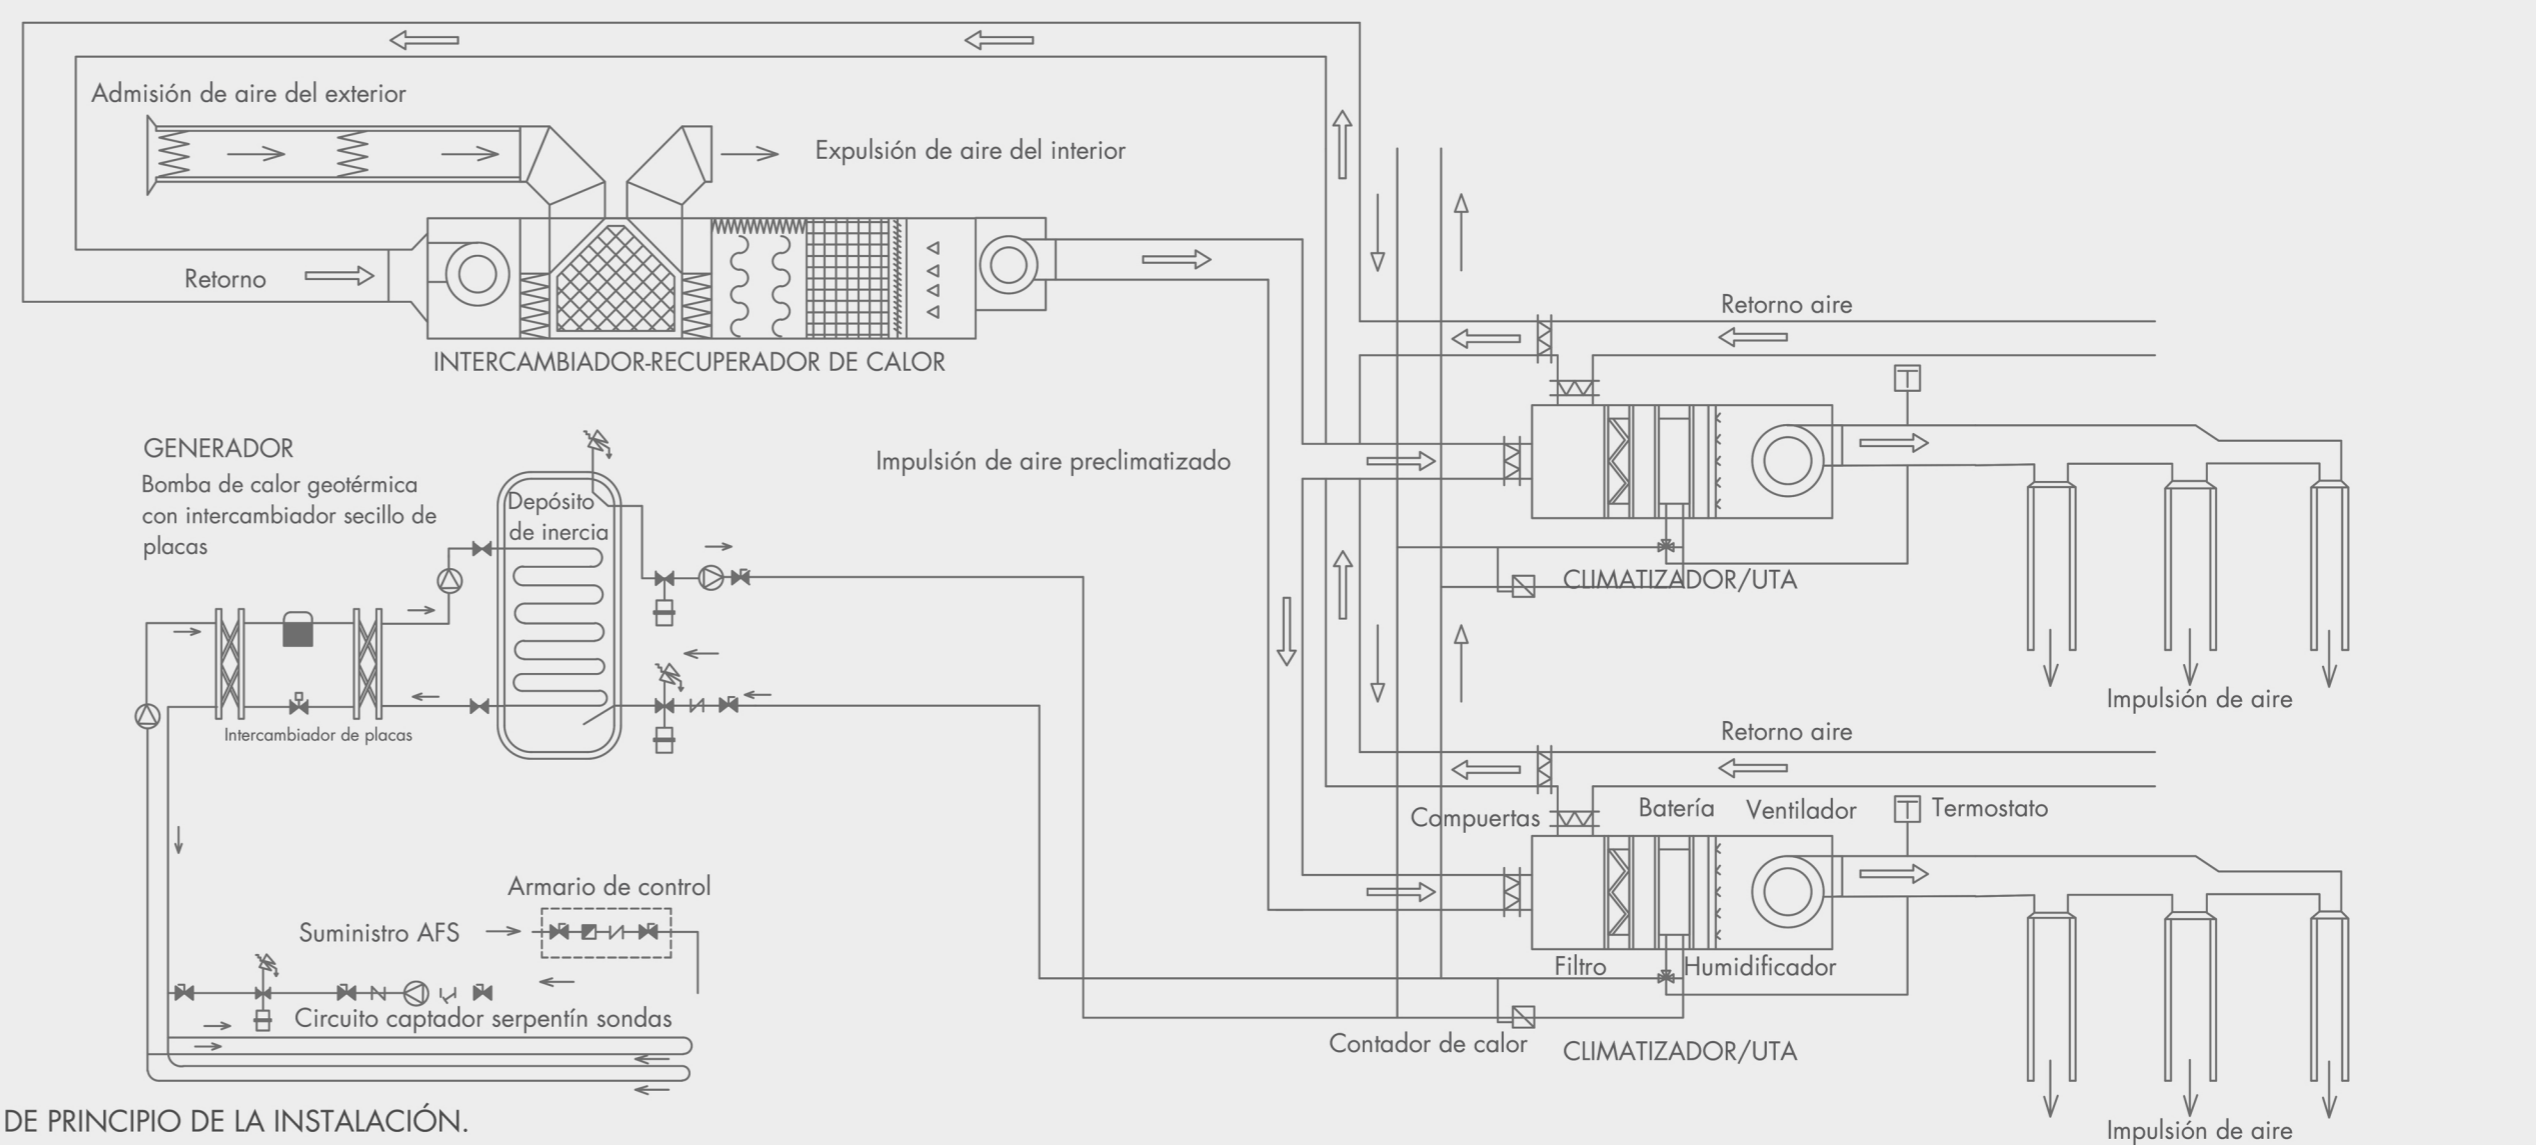 Admisión de aire del exterior
Expulsión de aire del interior
Retorno
INTERCAMBIADOR-RECUPERADOR DE CALOR
Retorno aire
GENERADOR
Bomba de calor geotérmica
con intercambiador secillo de
placas
Depósito
de inercia
Impulsión de aire preclimatizado
T
CLIMATIZADOR/UTA
Impulsión de aire
Intercambiador de placas
Retorno aire
Compuertas
Batería
Ventilador
T
Termostato
Armario de control
Suministro AFS
Filtro
Humidificador
Circuito captador serpentín sondas
Contador de calor
CLIMATIZADOR/UTA
DE PRINCIPIO DE LA INSTALACIÓN.
Impulsión de aire